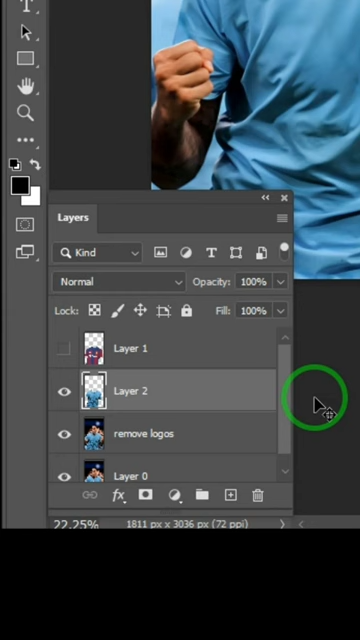 Layers
Kind
Normal
Opacity: 100%
Lock:
Fill: 100%
Layer 1
Layer 2
remove logos
Layer 0
fx
22.25%
1811 px x 3036 px (72 ppi)